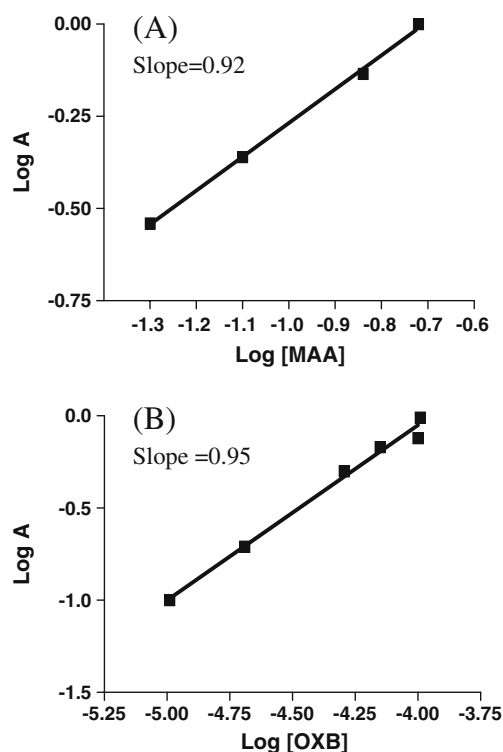 (A)
Slope=0.92
0.00
-0.25
-0.50
-0.75
Log A
-1.3 -1.2 -1.1 -1.0 -0.9 -0.8 -0.7 -0.6
Log [MAA]
(B)
Slope =0.95
0.0
-0.5
-1.0
-1.5
Log A
-5.25 -5.00 -4.75 -4.50 -4.25 -4.00 -3.75
Log [OXB]